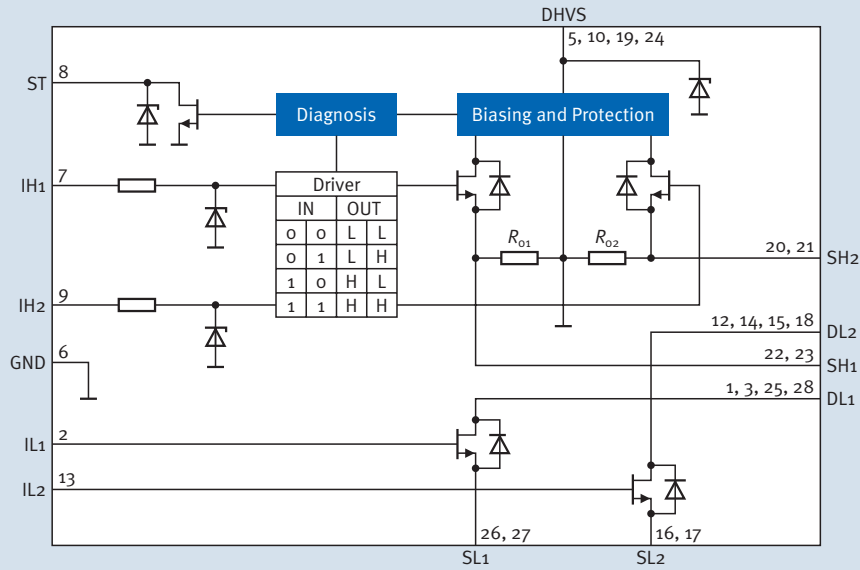 DHVS
5, 10, 19, 24
ST
8
Diagnosis
Biasing and Protection
IH1
7
Driver
IN OUT
0 0 L L
0 1 L H
1 0 H L
1 1 H H
R01
R02
20, 21
SH2
IH2
9
12, 14, 15, 18
DL2
GND
6
22, 23
SH1
1, 3, 25, 28
DL1
IL1
2
IL2
13
26, 27
16, 17
SL1
SL2